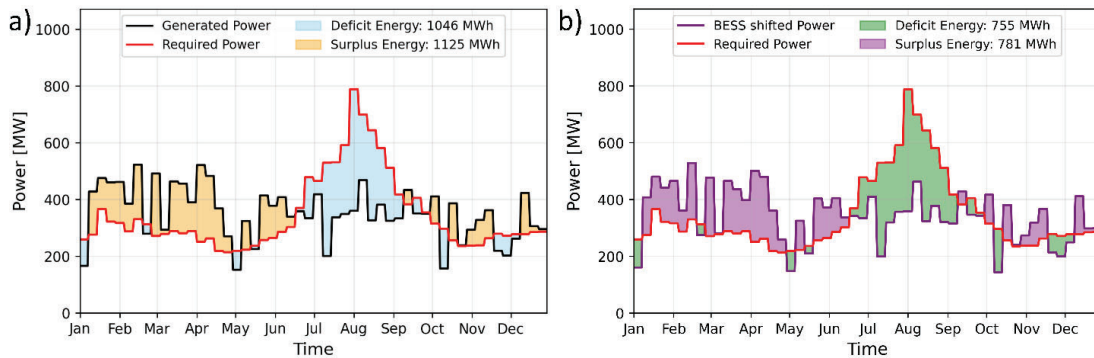 a)
Generated Power
Required Power
Deficit Energy: 1046 MWh
Surplus Energy: 1125 MWh
Power [MW]
1000
800
600
400
200
0
Jan Feb Mar Apr May Jun Jul Aug Sep Oct Nov Dec
Time
b)
BESS shifted Power
Required Power
Deficit Energy: 755 MWh
Surplus Energy: 781 MWh
Power [MW]
1000
800
600
400
200
0
Jan Feb Mar Apr May Jun Jul Aug Sep Oct Nov Dec
Time